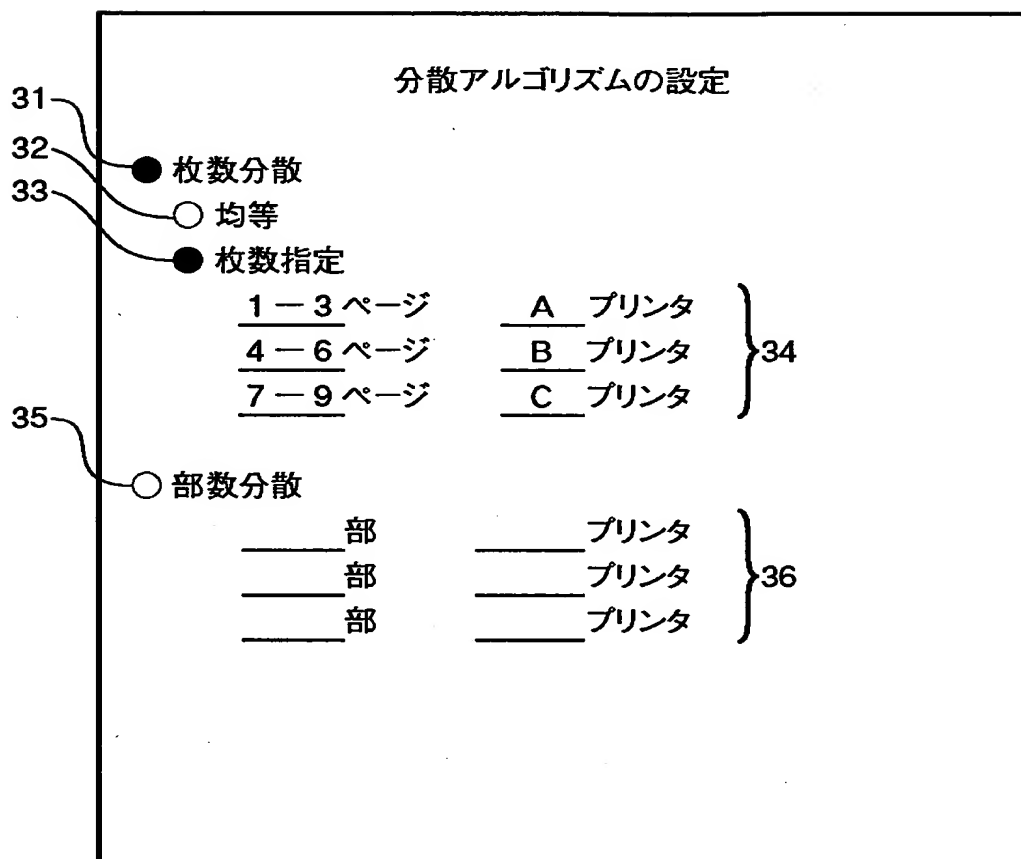 分散アルゴリズムの設定
31
32
33
● 枚数分散
○ 均等
● 枚数指定
1 ー 3 ページ A プリンタ
4 ー 6 ページ B プリンタ 34
7 ー 9 ページ C プリンタ
35
○ 部数分散
部 プリンタ
部 プリンタ 36
部 プリンタ